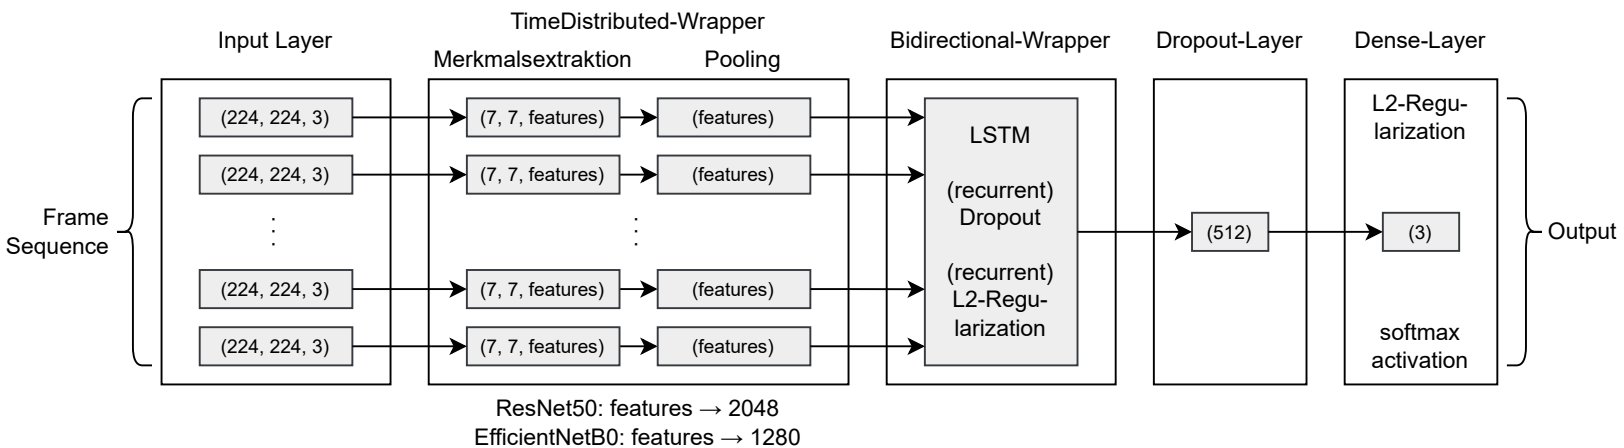 TimeDistributed-Wrapper
Input Layer
Merkmalsextraktion
Pooling
Bidirectional-Wrapper
Dropout-Layer
Dense-Layer
Frame
Sequence
(224, 224, 3)
(7, 7, features)
(features)
(224, 224, 3)
(7, 7, features)
(features)
(224, 224, 3)
(7, 7, features)
(features)
(224, 224, 3)
(7, 7, features)
(features)
LSTM
(recurrent)
Dropout
(recurrent)
L2-Regu-
larization
(512)
L2-Regu-
larization
(3)
softmax
activation
Output
ResNet50: features → 2048
EfficientNetB0: features → 1280